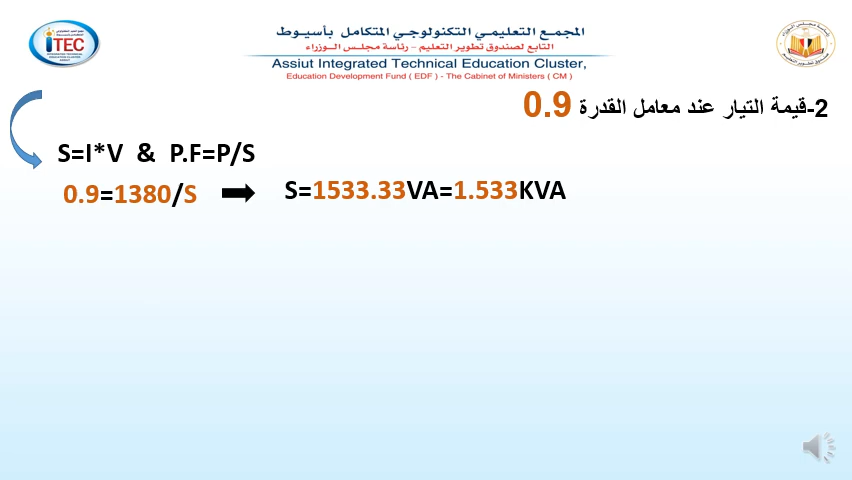 المجمع التعليمي التكنولوجي المتكامل بأسيوط
التابع لصندوق تطوير التعليم - رئاسة مجلس الوزراء
Assiut Integrated Technical Education Cluster,
Education Development Fund ( EDF ) - The Cabinet of Ministers ( CM )
iTEC
2-قيمة التيار عند معامل القدرة 0.9
S=I*V & P.F=P/S
0.9=1380/S
S=1533.33VA=1.533KVA